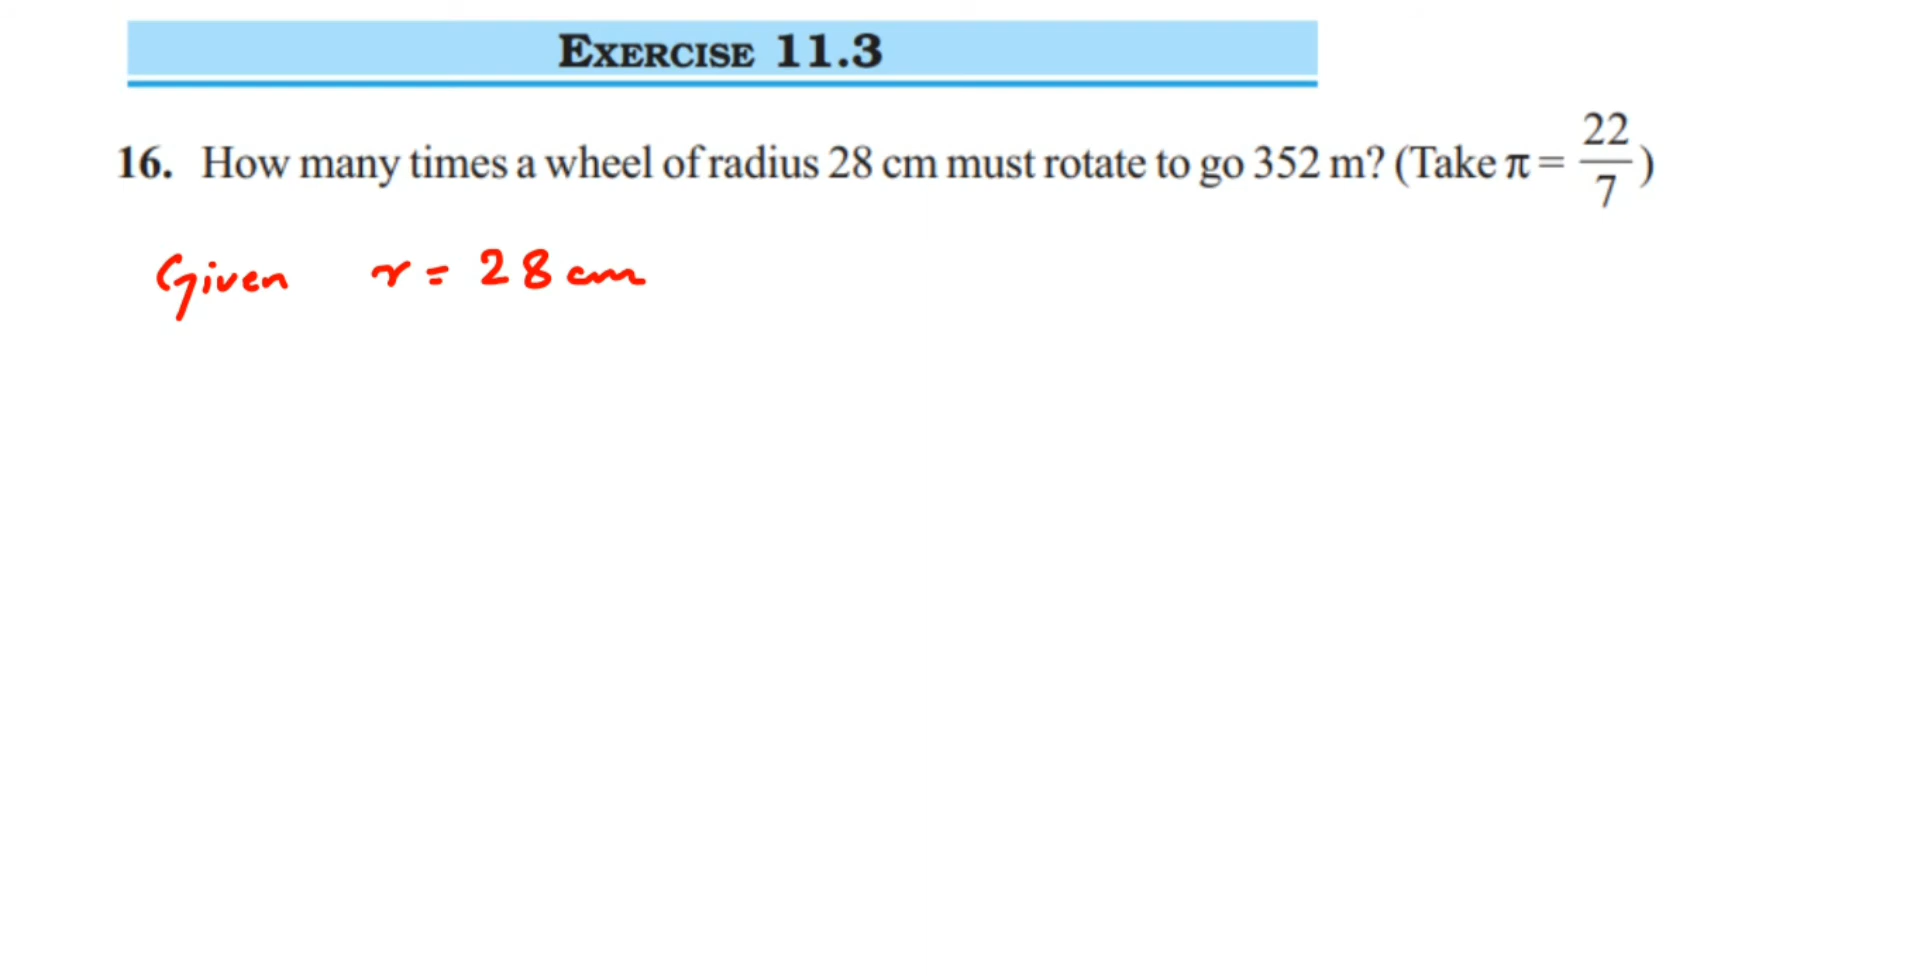 EXERCISE 11.3
16. How many times a wheel of radius 28 cm must rotate to go 352 m? (Take π = 22/7)
Given r = 28 cm